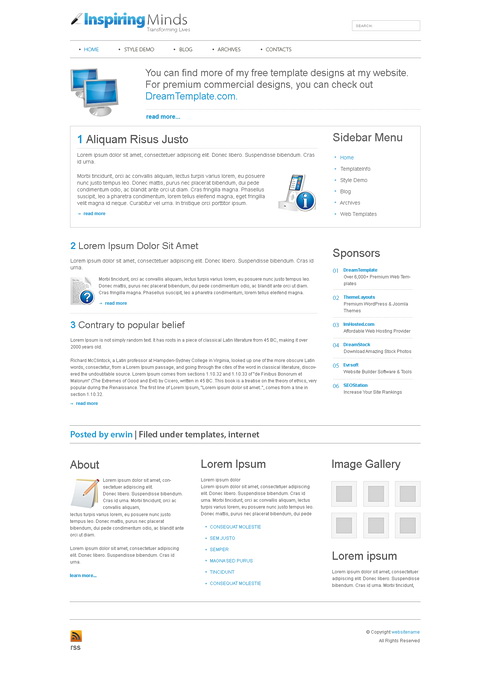 Inspiring Minds
Transforming Lives
SEARCH
HOME
STYLE DEMO
BLOG
ARCHIVES
CONTACTS
You can find more of my free template designs at my website.
For premium commercial designs, you can check out
DreamTemplate.com.
read more...
1 Aliquam Risus Justo
Lorem ipsum dolor sit amet, consectetuer adipiscing elit. Donec libero. Suspendisse bibendum. Cras
id urna.
Morbi tincidunt, orci ac convallis aliquam, lectus turpis varius lorem, eu posuere
nunc justo tempus leo. Donec mattis, purus nec placerat bibendum, dui pede
condimentum odio, ac blandit ante orci ut diam. Cras fringilla magna. Phasellus
suscipit, leo a pharetra condimentum, lorem tellus eleifend magna, eget fringilla
velit magna id neque. Curabitur vel urna. In tristique orci porttitor ipsum.
read more
Sidebar Menu
Home
TemplateInfo
Style Demo
Blog
Archives
Web Templates
2 Lorem Ipsum Dolor Sit Amet
Lorem ipsum dolor sit amet, consectetuer adipiscing elit. Donec libero. Suspendisse bibendum. Cras id
urna.
Morbi tincidunt, orci ac convallis aliquam, lectus turpis varius lorem, eu posuere nunc justo tempus leo.
Donec mattis, purus nec placerat bibendum, dui pede condimentum odio, ac blandit ante orci ut diam.
Cras fringilla magna. Phasellus suscipit, leo a pharetra condimentum, lorem tellus eleifend magna,
read more
3 Contrary to popular belief
Lorem Ipsum is not simply random text. It has roots in a piece of classical Latin literature from 45 BC, making it over
2000 years old.
Richard McClintock, a Latin professor at Hampden-Sydney College in Virginia, looked up one of the more obscure Latin
words, consectetur, from a Lorem Ipsum passage, and going through the cites of the word in classical literature, discov-
ered the undoubtable source. Lorem Ipsum comes from sections 1.10.32 and 1.10.33 of "de Finibus Bonorum et
Malorum" (The Extremes of Good and Evil) by Cicero, written in 45 BC. This book is a treatise on the theory of ethics, very
popular during the Renaissance. The first line of Lorem Ipsum, "Lorem ipsum dolor sit amet..", comes from a line in
section 1.10.32.
read more
Sponsors
01 DreamTemplate
Over 6,000+ Premium Web Tem-
plates
02 ThemeLayouts
Premium WordPress & Joomla
Themes
03 ImHosted.com
Affordable Web Hosting Provider
04 DreamStock
Download Amazing Stock Photos
05 Evrsoft
Website Builder Software & Tools
06 SEOStation
Increase Your Site Rankings
Posted by erwin | Filed under templates, internet
About
Lorem ipsum dolor sit amet, con-
sectetuer adipiscing elit.
Donec libero. Suspendisse bibendum.
Cras id urna. Morbi tincidunt,
orci ac convallis aliquam,
lectus turpis varius lorem, eu posuere nunc justo
tempus leo. Donec mattis, purus nec placerat bibendum,
dui pede condimentum odio, ac blandit ante
orci ut diam.
Lorem ipsum dolor sit amet, consectetuer adipiscing
elit. Donec libero. Suspendisse bibendum. Cras id urna.
learn more...
Lorem Ipsum
Lorem ipsum dolor
Lorem ipsum dolor sit amet, consectetuer adipiscing elit.
Donec libero. Suspendisse bibendum. Cras id urna.
Morbi tincidunt, orci ac convallis aliquam, lectus turpis
varius lorem, eu posuere nunc justo tempus leo.
Donec mattis, purus nec placerat bibendum, dui pede
CONSEQUAT MOLESTIE
SEM JUSTO
SEMPER
MAGNA SED PURUS
TINCIDUNT
CONSEQUAT MOLESTIE
Image Gallery
Lorem ipsum
Lorem ipsum dolor sit amet, consectetuer
adipiscing elit. Donec libero. Suspendisse
bibendum. Cras id urna. Morbi tincidunt,
rss
© Copyright websitename
All Rights Reserved